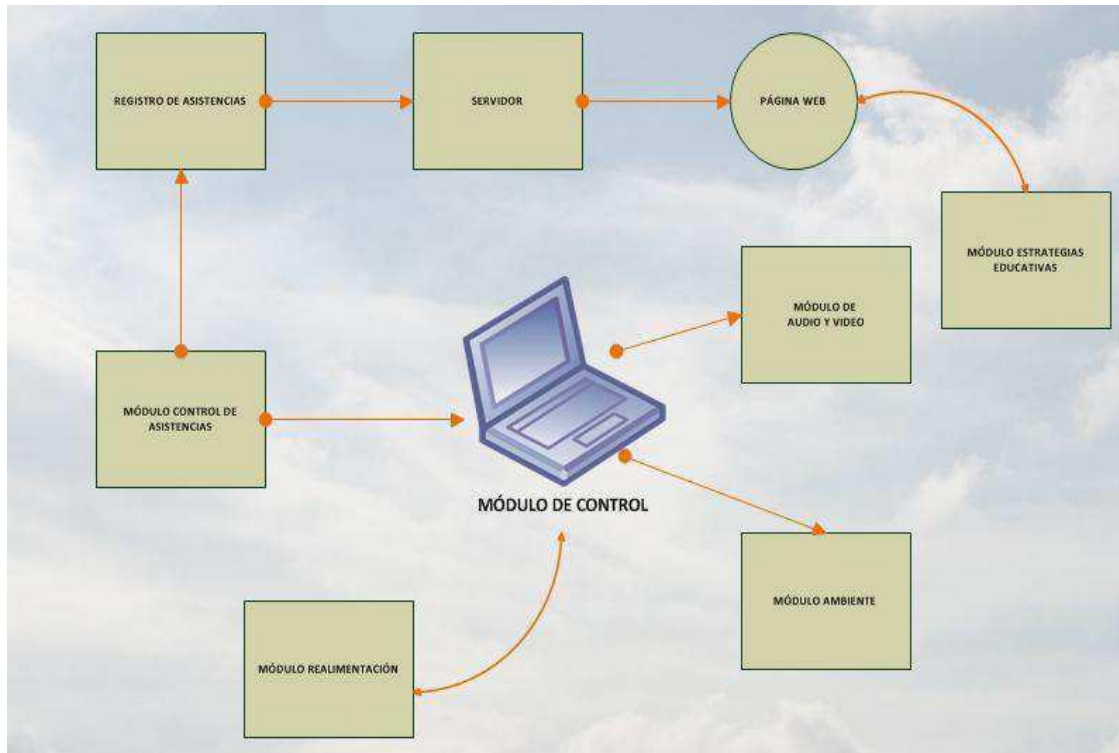 REGISTRO DE ASISTENCIAS
SERVIDOR
PÁGINA WEB
MÓDULO ESTRATEGIAS
EDUCATIVAS
MÓDULO DE
AUDIO Y VIDEO
MÓDULO CONTROL DE
ASISTENCIAS
MÓDULO DE CONTROL
MÓDULO AMBIENTE
MÓDULO REALIMENTACIÓN